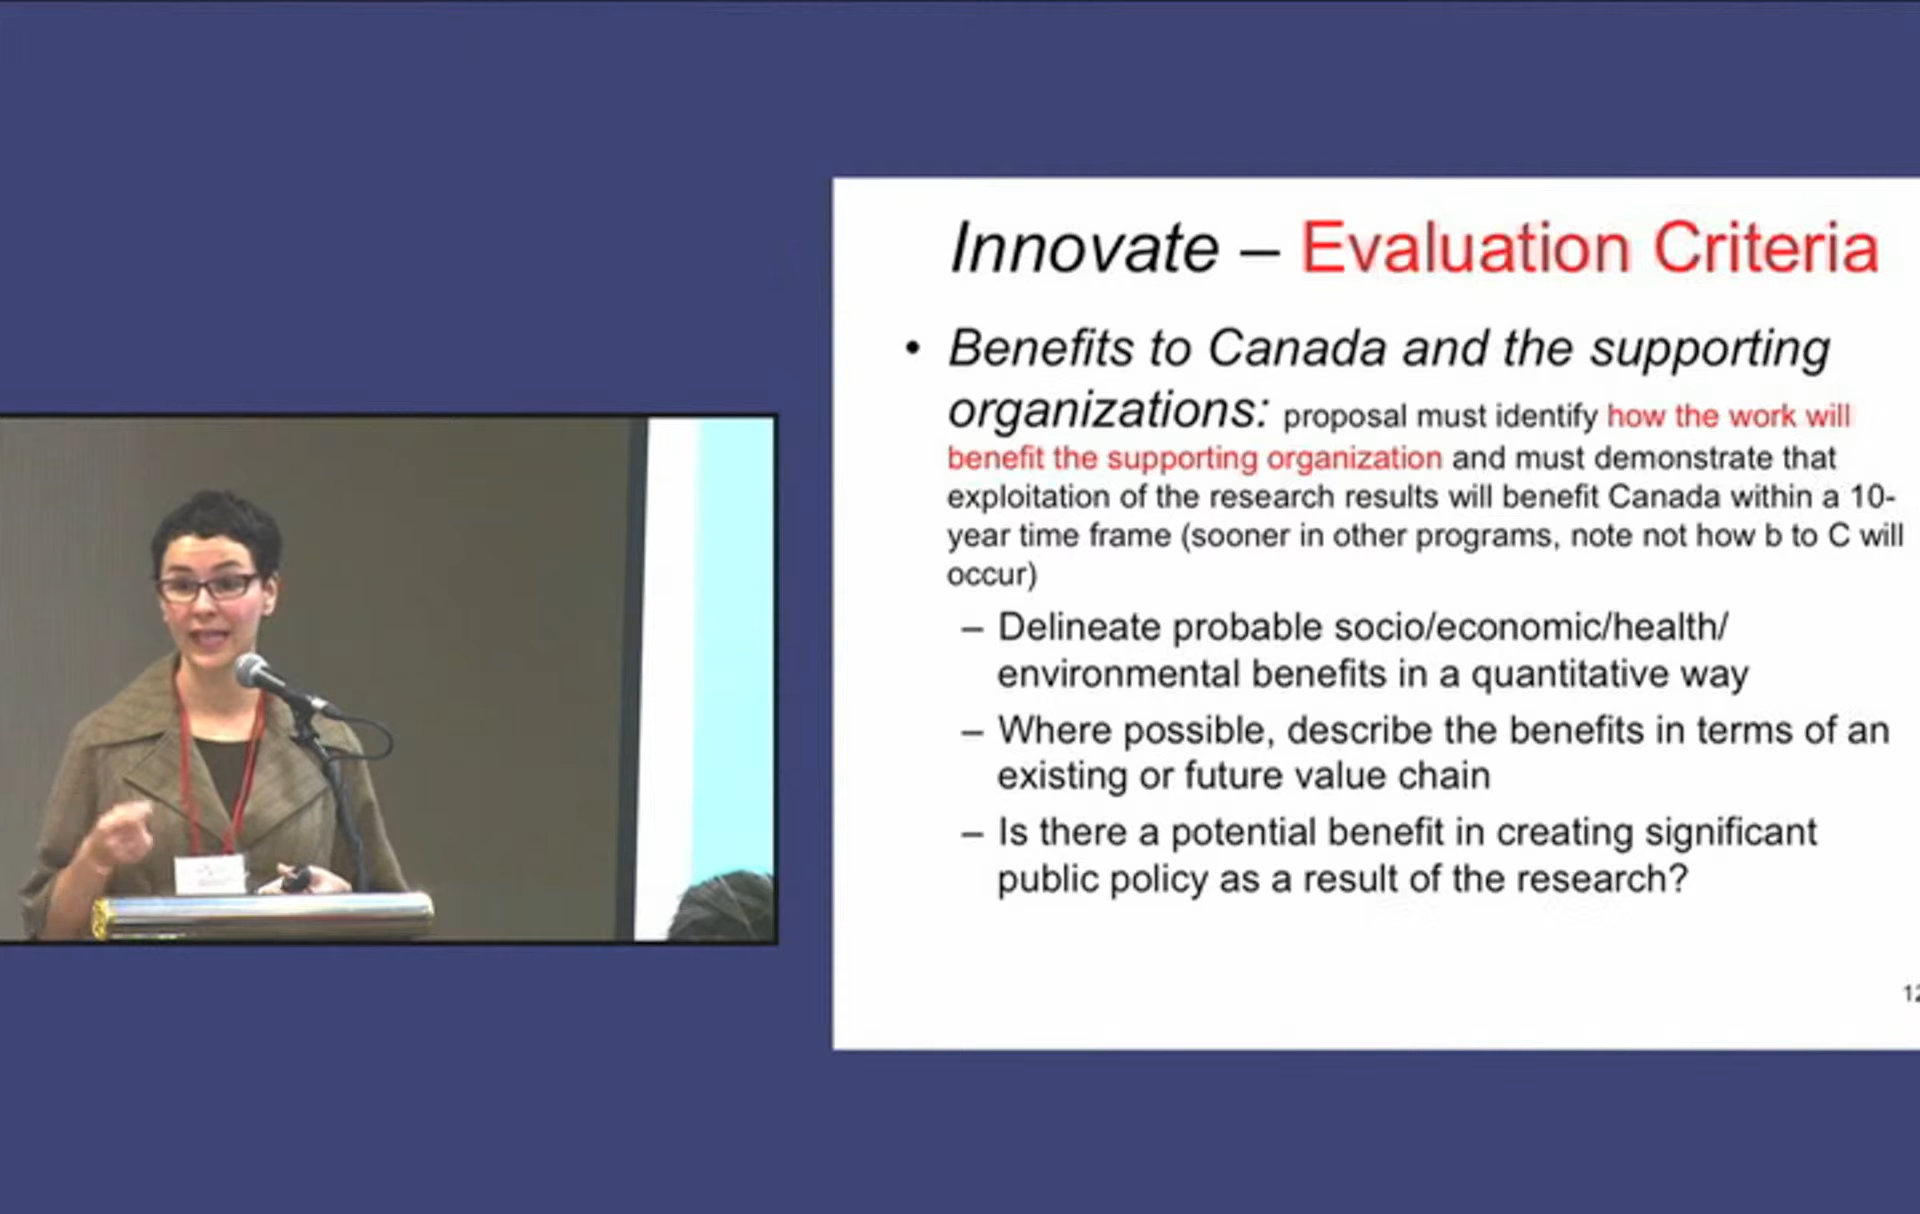 Innovate – Evaluation Criteria
• Benefits to Canada and the supporting
organizations: proposal must identify how the work will
benefit the supporting organization and must demonstrate that
exploitation of the research results will benefit Canada within a 10-
year time frame (sooner in other programs, note not how b to C will
occur)
– Delineate probable socio/economic/health/
environmental benefits in a quantitative way
– Where possible, describe the benefits in terms of an
existing or future value chain
– Is there a potential benefit in creating significant
public policy as a result of the research?